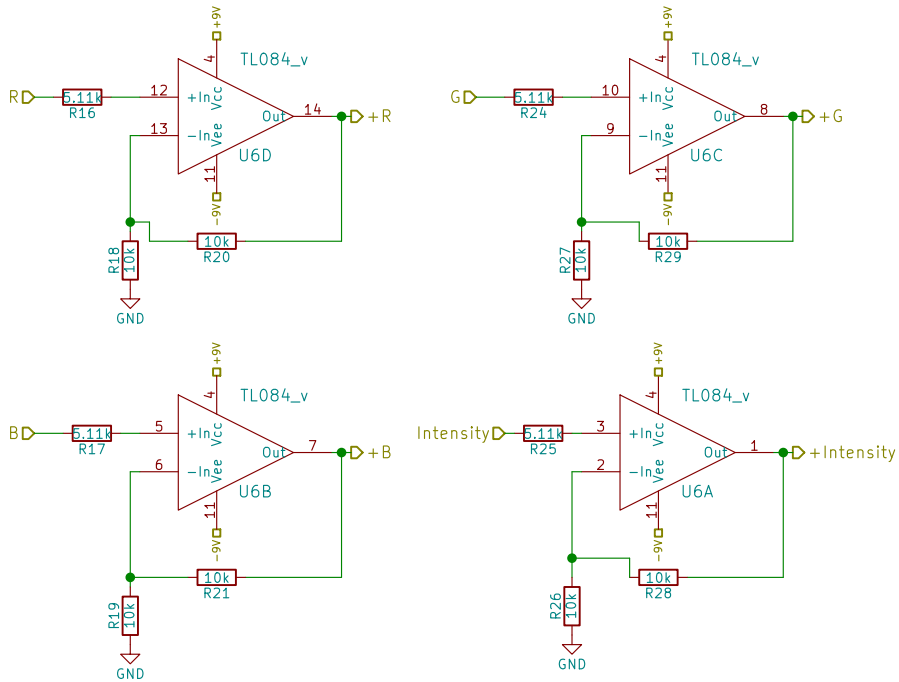 +9V
4
TL084_v
R
5.11k
R16
12
+In
Vcc
14
Out
+R
13
-In
Vee
U6D
11
-9V
R18
10k
10k
R20
GND
+9V
4
TL084_v
G
5.11k
R24
10
+In
Vcc
8
Out
+G
9
-In
Vee
U6C
11
-9V
R27
10k
10k
R29
GND
+9V
4
TL084_v
B
5.11k
R17
5
+In
Vcc
7
Out
+B
6
-In
Vee
U6B
11
-9V
10k
R21
R19
10k
GND
+9V
4
TL084_v
Intensity
5.11k
R25
3
+In
Vcc
1
Out
+Intensity
2
-In
Vee
U6A
11
-9V
10k
R28
R26
10k
GND